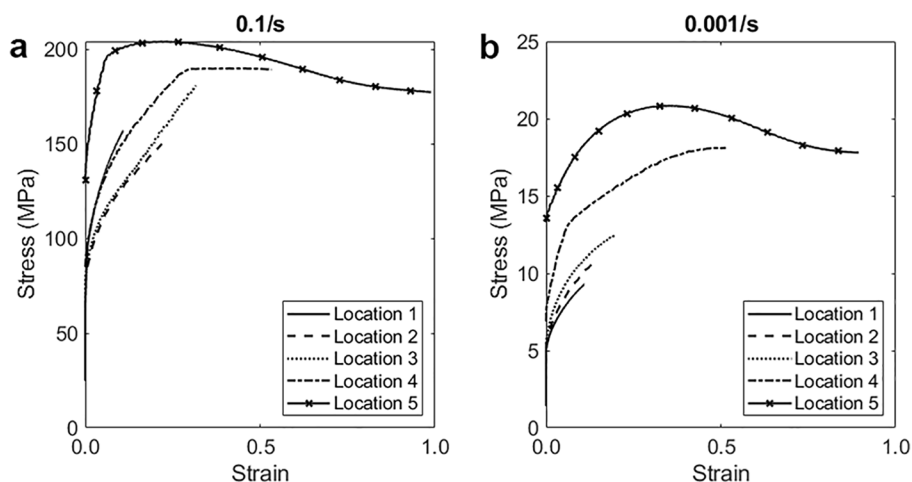 a
0.1/s
200
150
100
50
0
Stress (MPa)
0.0
0.5
1.0
Strain
Location 1
Location 2
Location 3
Location 4
Location 5
b
0.001/s
25
20
15
10
5
0
Stress (MPa)
0.0
0.5
1.0
Strain
Location 1
Location 2
Location 3
Location 4
Location 5